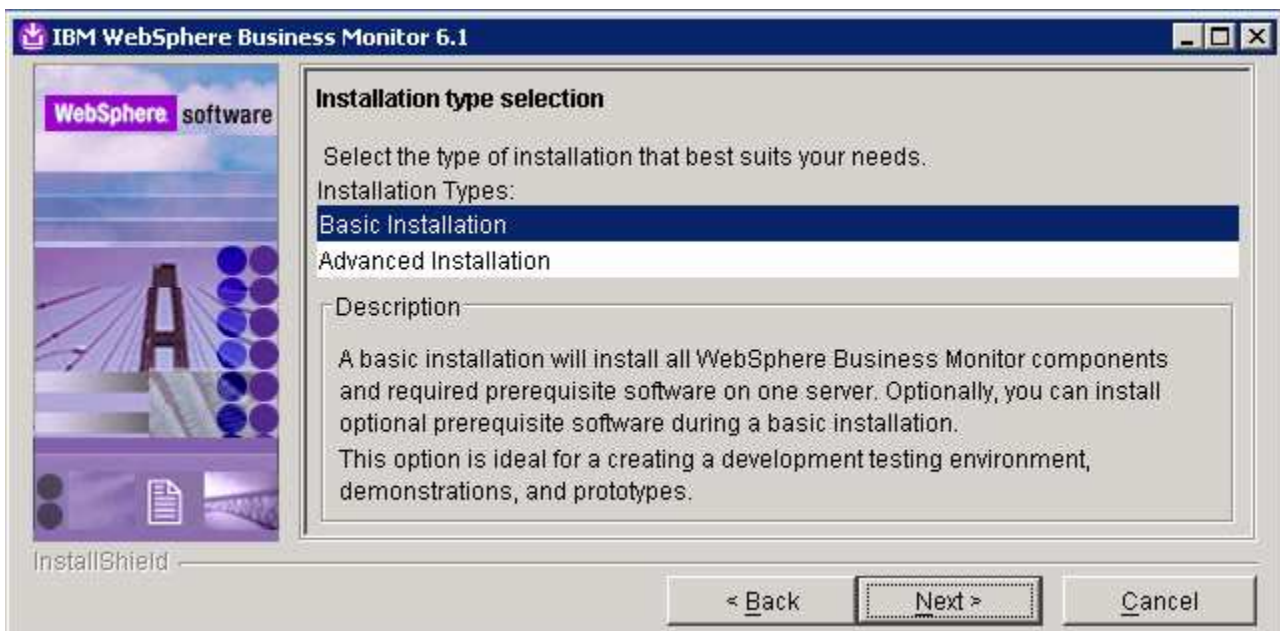 IBM WebSphere Business Monitor 6.1
WebSphere software
Installation type selection
Select the type of installation that best suits your needs.
Installation Types:
Basic Installation
Advanced Installation
Description
A basic installation will install all WebSphere Business Monitor components
and required prerequisite software on one server. Optionally, you can install
optional prerequisite software during a basic installation.
This option is ideal for a creating a development testing environment,
demonstrations, and prototypes.
InstallShield
< Back
Next >
Cancel